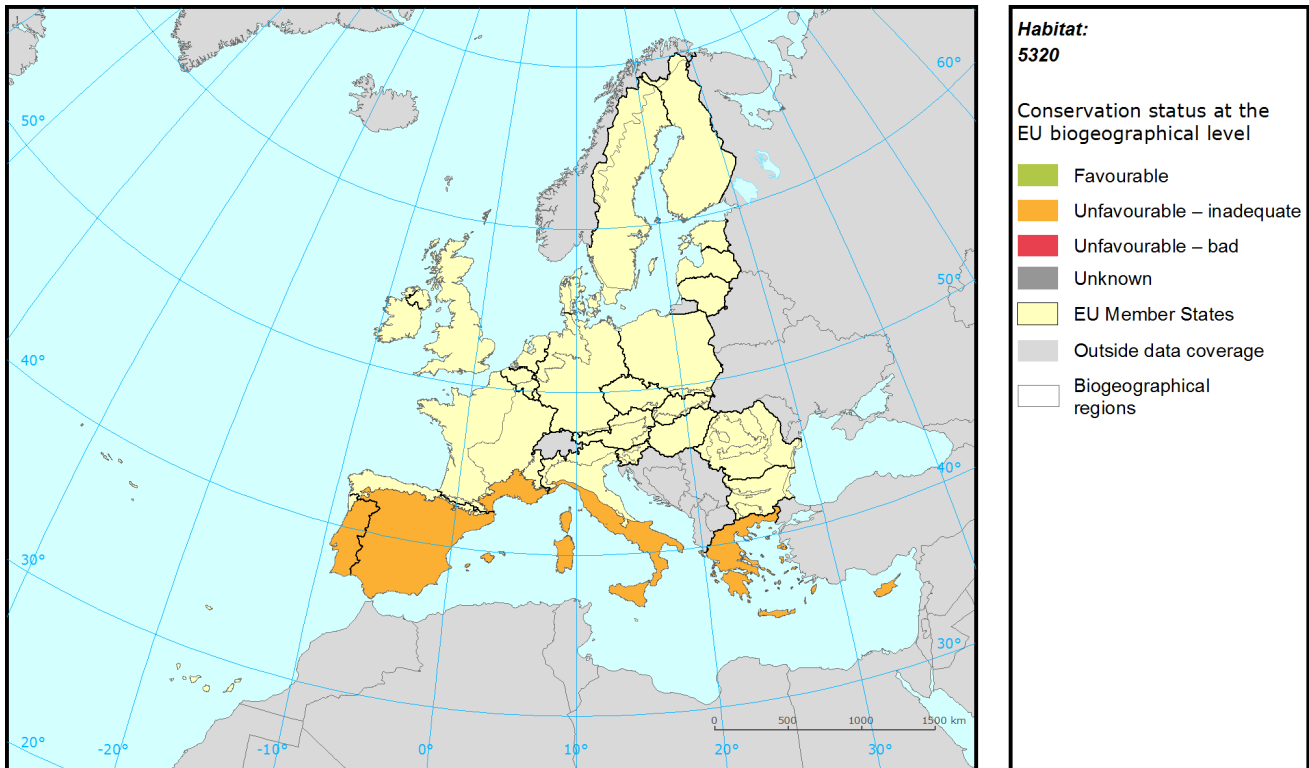 Habitat:
5320
Conservation status at the
EU biogeographical level
Favourable
Unfavourable – inadequate
Unfavourable – bad
Unknown
EU Member States
Outside data coverage
Biogeographical
regions
60°
50°
50°
40°
40°
30°
30°
20°
-20°
-10°
0°
10°
20°
30°
0
500
1000
1500 km